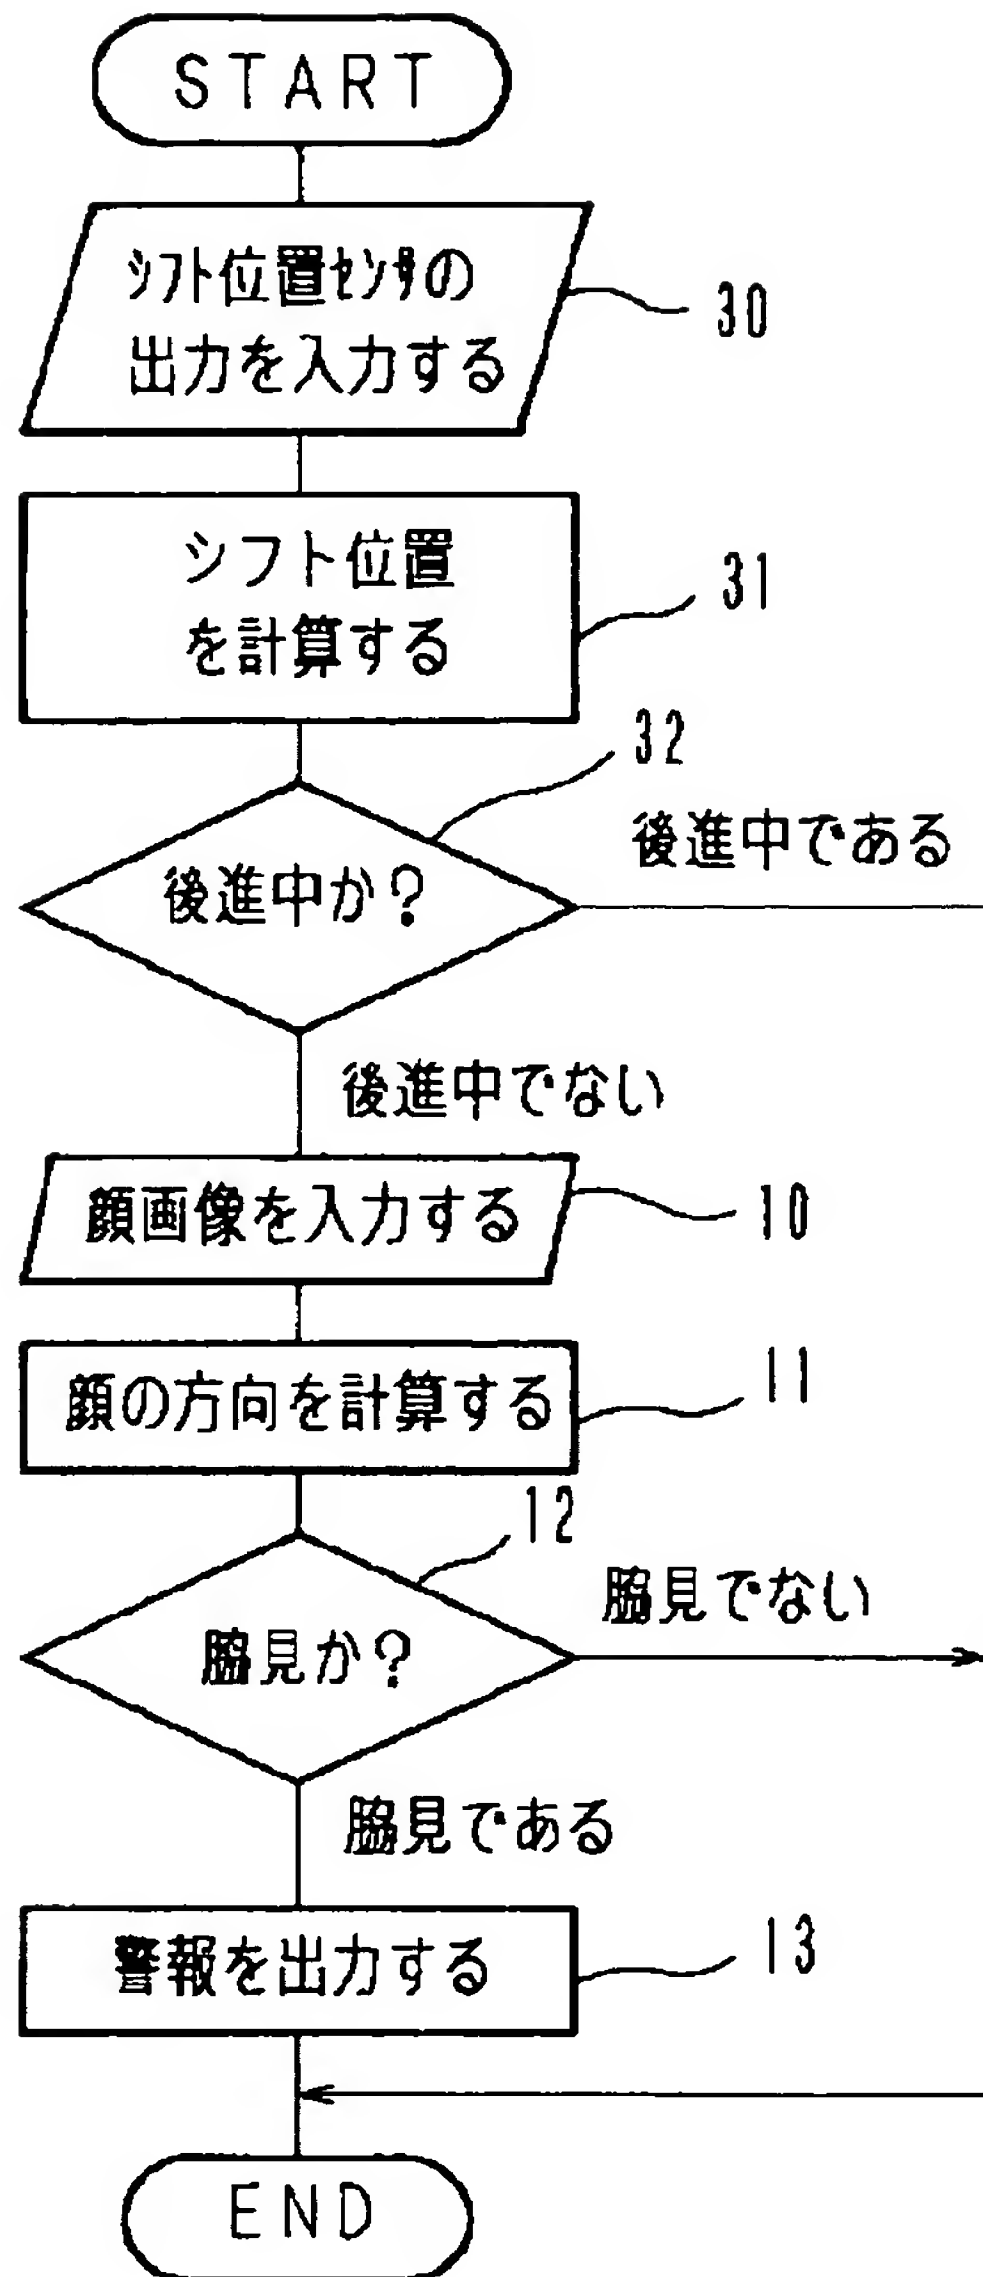 START
ｼﾌﾄ位置ｾﾝｻの
出力を入力する
30
シフト位置
を計算する
31
32
後進中か？
後進中である
後進中でない
顔画像を入力する
10
顔の方向を計算する
11
12
脇見か？
脇見でない
脇見である
警報を出力する
13
END